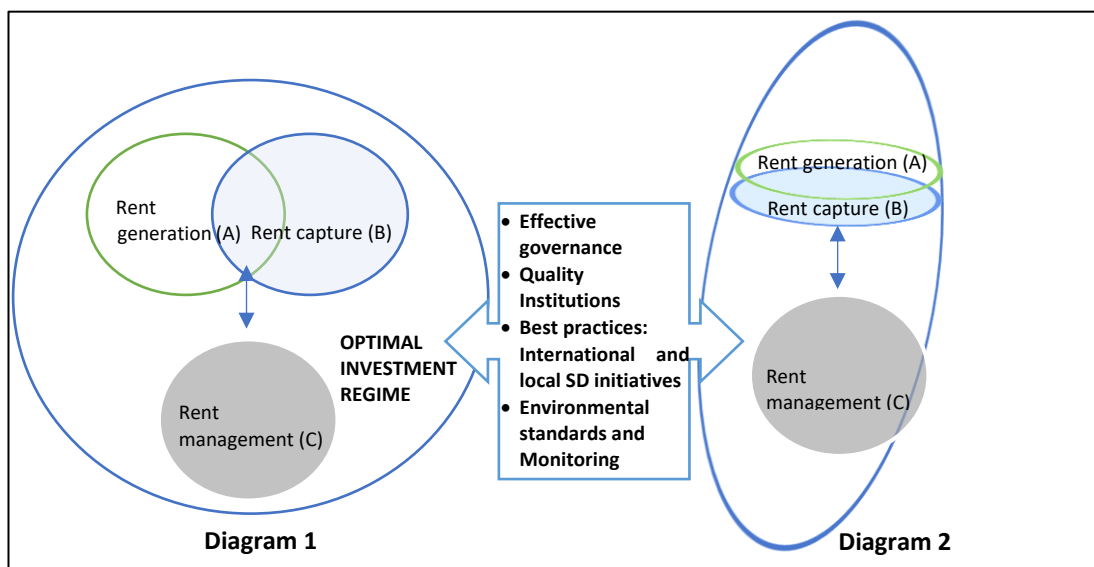 Rent
generation (A)
Rent capture (B)
Rent
management (C)
OPTIMAL
INVESTMENT
REGIME
Diagram 1
• Effective
governance
• Quality
Institutions
• Best practices:
International and
local SD initiatives
• Environmental
standards and
Monitoring
Rent generation (A)
Rent capture (B)
Rent
management (C)
Diagram 2